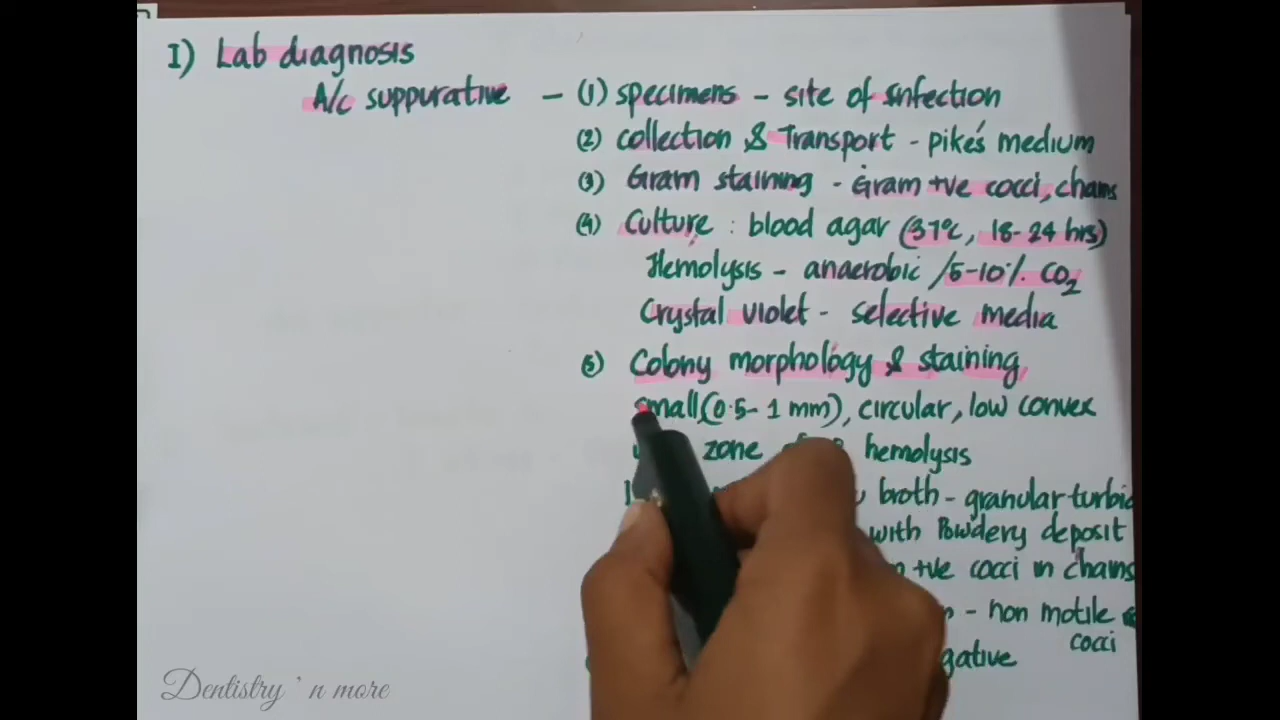 I) Lab diagnosis
A/c suppurative - (1) specimens - site of infection
(2) collection & Transport - pike's medium
(3) Gram staining - Gram +ve cocci, chains
(4) Culture : blood agar (37°c, 18-24 hrs)
Hemolysis - anaerobic /5-10% CO2
Crystal violet - selective media
(5) Colony morphology & staining
small (0.5-1 mm), circular, low convex
zone hemolysis
broth - granular turbid
with Powdery deposit
+ve cocci in chains
- non motile
cocci
Dentistry ' n more